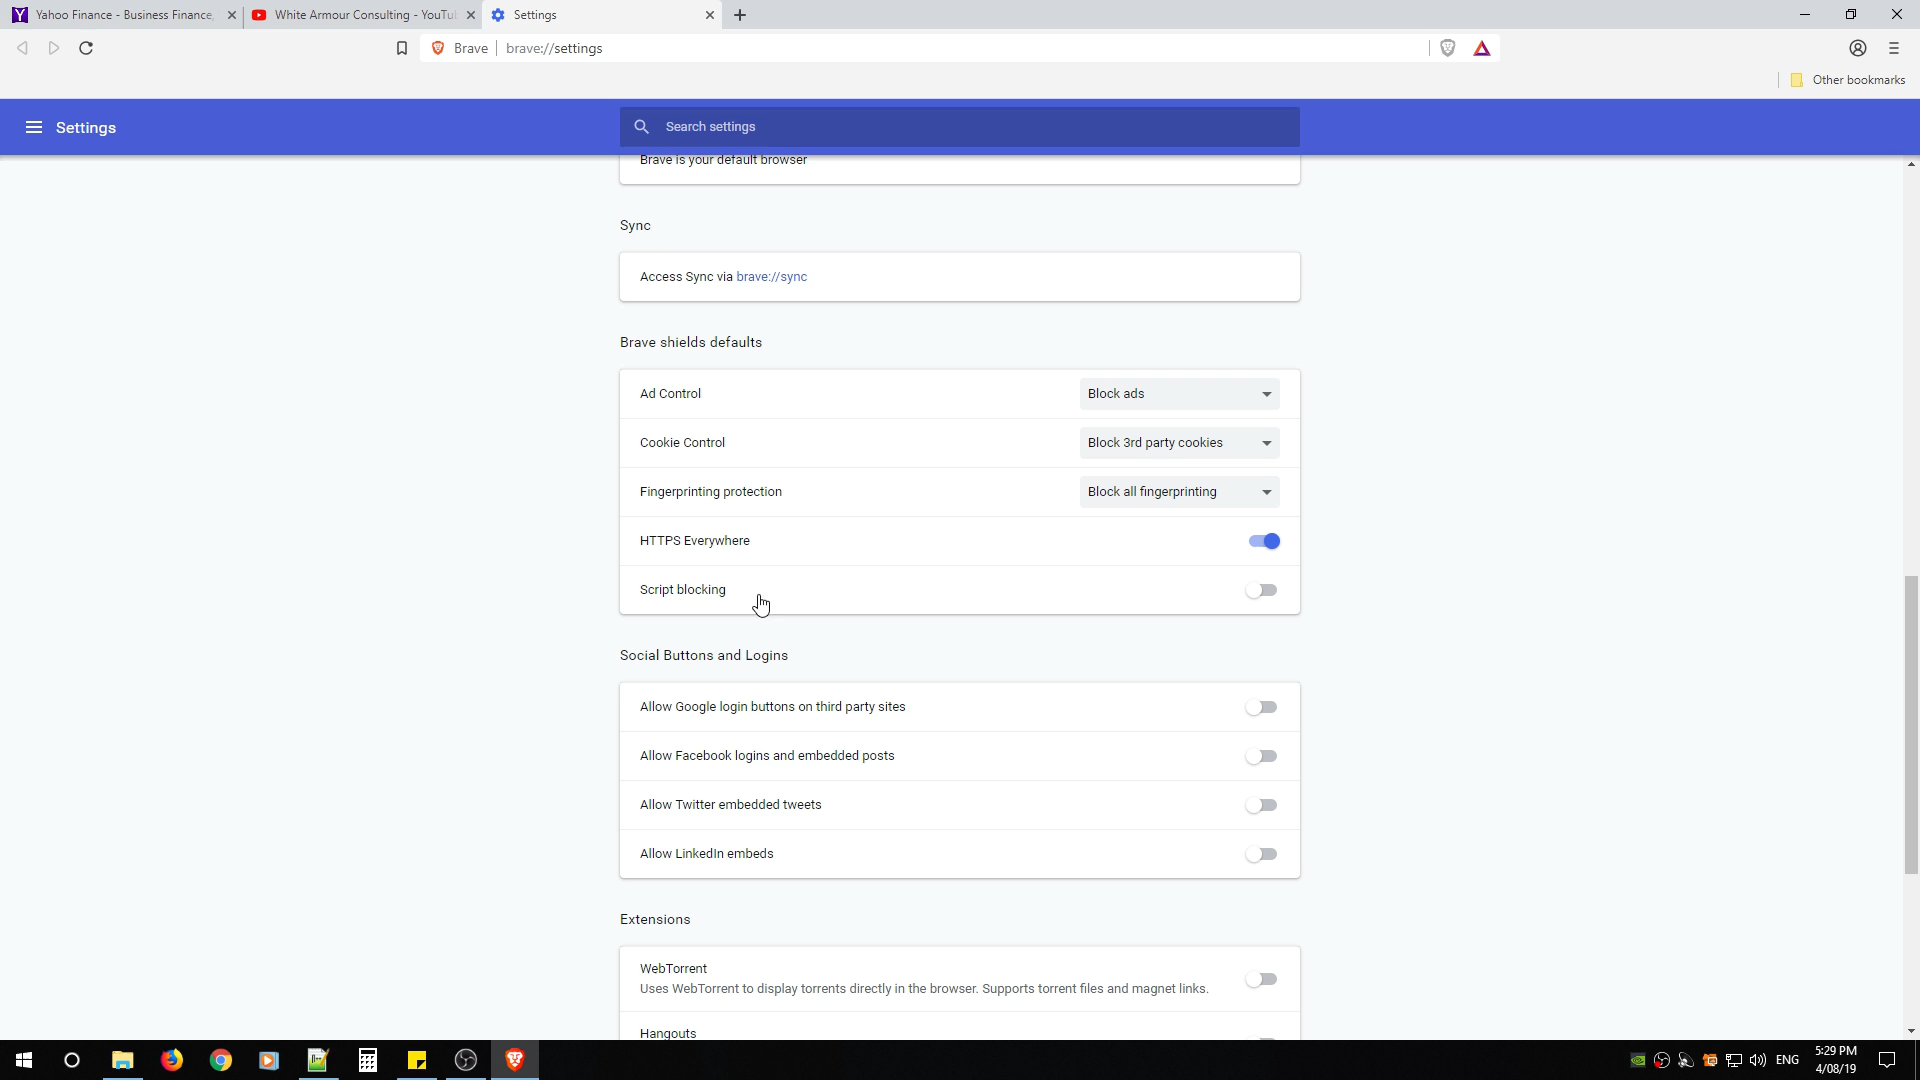 Yahoo Finance - Business Finance,
White Armour Consulting - YouTu
Settings
Brave
brave://settings
Other bookmarks
Settings
Search settings
Brave is your default browser
Sync
Access Sync via brave://sync
Brave shields defaults
Ad Control
Block ads
Cookie Control
Block 3rd party cookies
Fingerprinting protection
Block all fingerprinting
HTTPS Everywhere
Script blocking
Social Buttons and Logins
Allow Google login buttons on third party sites
Allow Facebook logins and embedded posts
Allow Twitter embedded tweets
Allow LinkedIn embeds
Extensions
WebTorrent
Uses WebTorrent to display torrents directly in the browser. Supports torrent files and magnet links.
Hangouts
ENG
5:29 PM
4/08/19